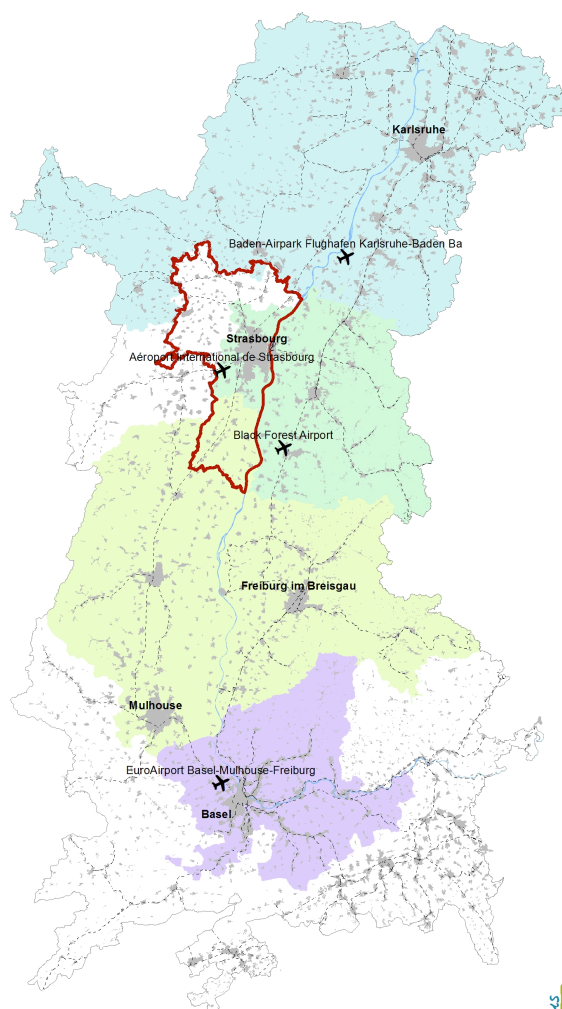 Karlsruhe
Baden-Airpark Flughafen Karlsruhe-Baden Ba
Strasbourg
Aéroport International de Strasbourg
Black Forest Airport
Freiburg im Breisgau
Mulhouse
EuroAirport Basel-Mulhouse-Freiburg
Basel